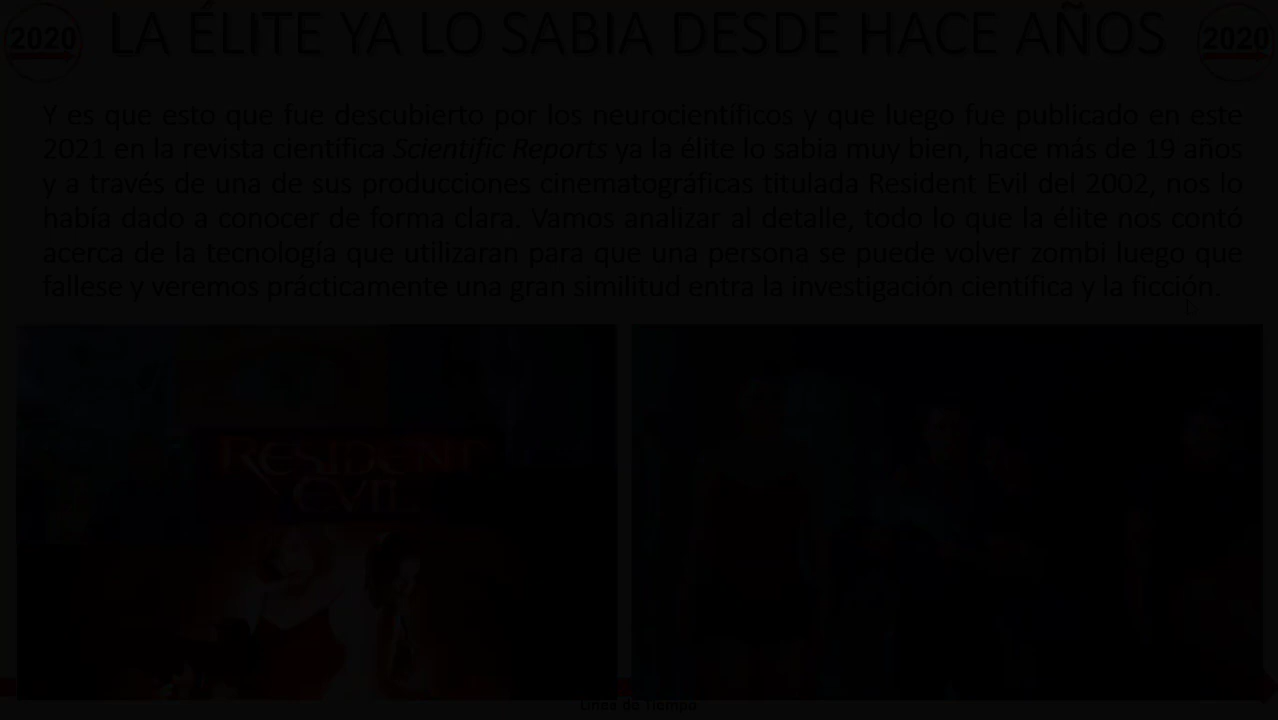 2020 LA ÉLITE YA LO SABIA DESDE HACE AÑOS 2020
Y es que esto que fue descubierto por los neurocientíficos y que luego fue publicado en este
2021 en la revista científica Scientific Reports ya la élite lo sabia muy bien, hace más de 19 años
y a través de una de sus producciones cinematográficas titulada Resident Evil del 2002, nos lo
había dado a conocer de forma clara. Vamos analizar al detalle, todo lo que la élite nos contó
acerca de la tecnología que utilizaran para que una persona se puede volver zombi luego que
fallese y veremos prácticamente una gran similitud entra la investigación científica y la ficción.
RESIDENT
EVIL
Línea de Tiempo